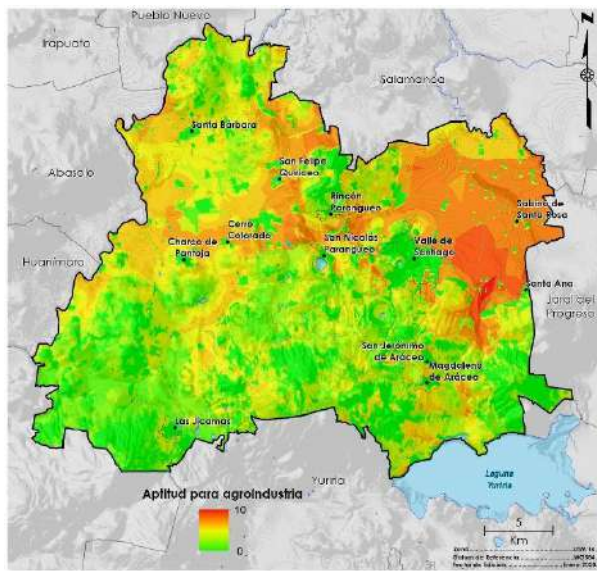 Pueblo Nuevo
Irapuato
Salamanca
N
Santa Bárbara
Abasolo
San Felipe
Quiriceo
Rincón
Parangueo
Sabino de
Santa Rosa
Cerro
Colorado
Charco de
Pantoja
San Nicolás
Parangueo
Valle de
Santiago
Huanímaro
Santa Ana
Jaral del
Progreso
San Jerónimo
de Aráceo
Magdalena
de Aráceo
Las Jícamas
Yuriria
Laguna
Yuriria
Aptitud para agroindustria
10
0
5
Km